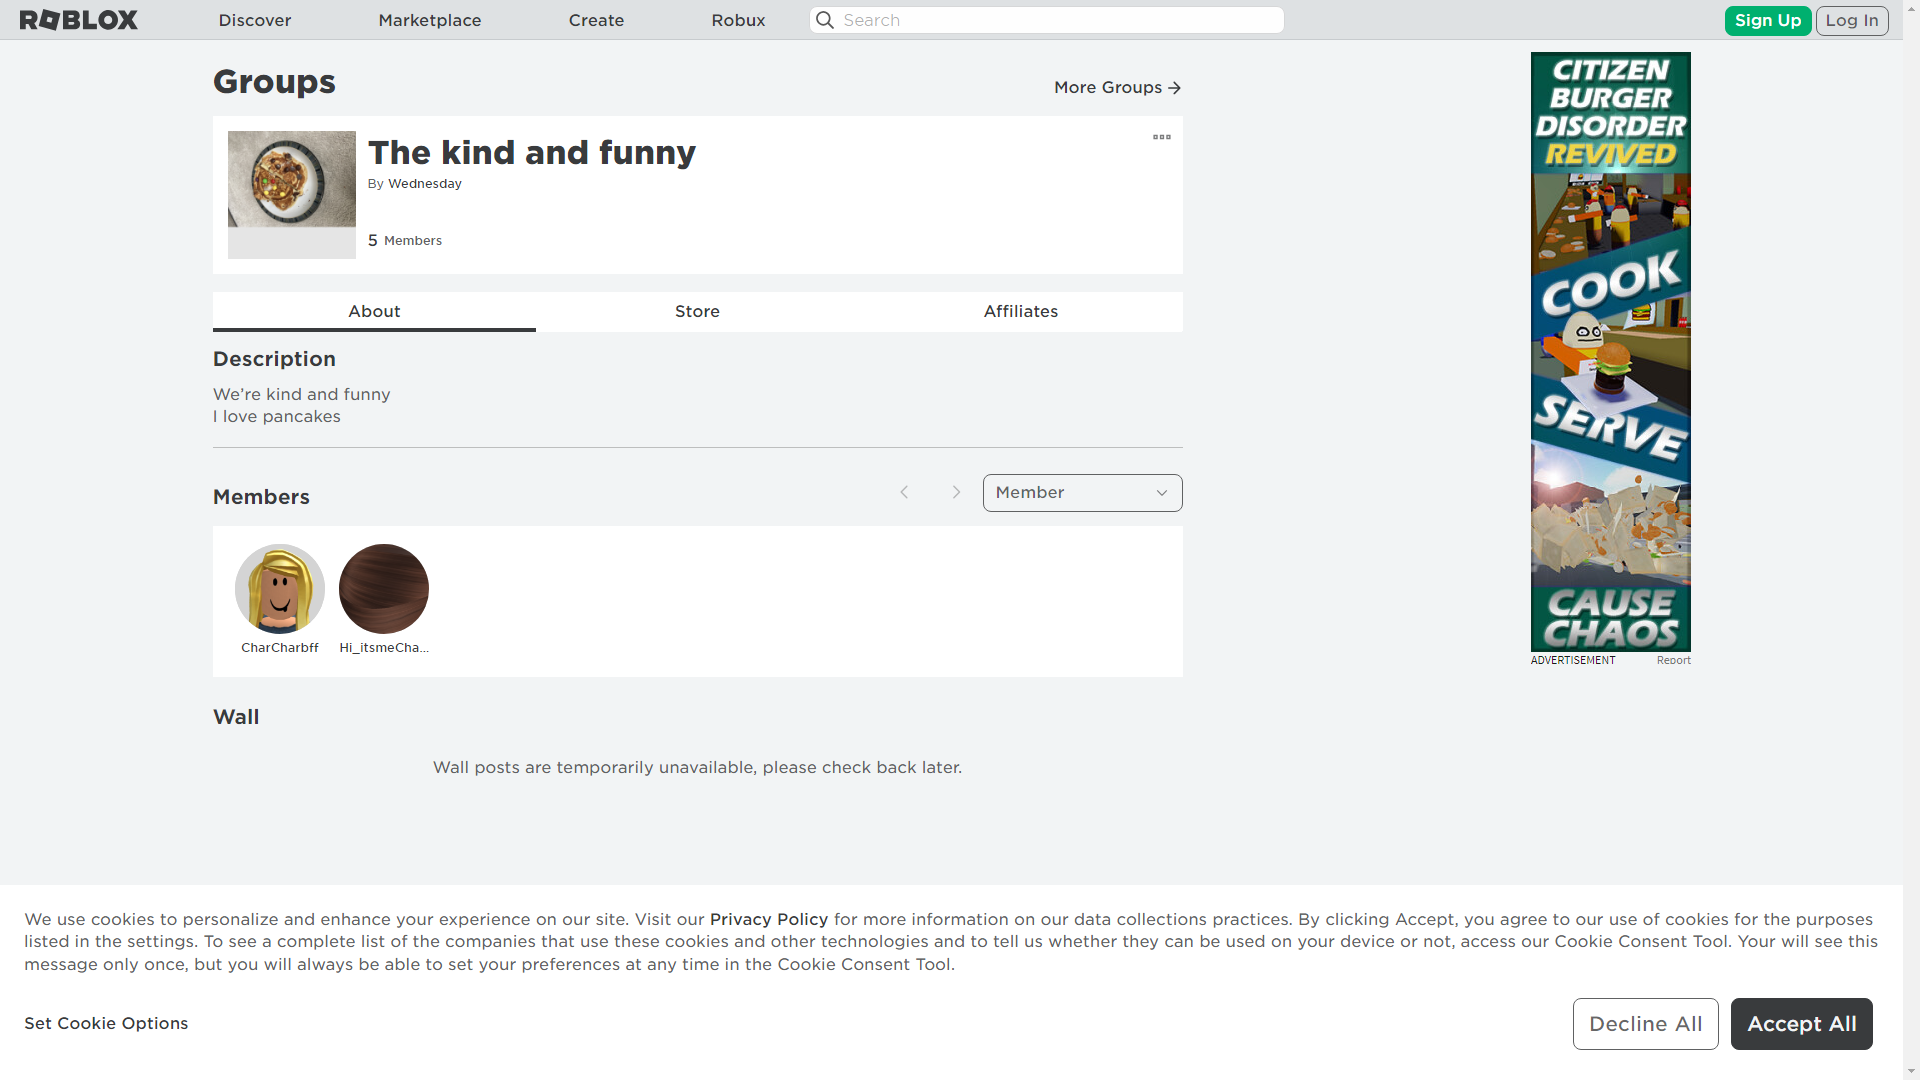 ROBLOX
Discover
Marketplace
Create
Robux
Search
Sign Up
Log In
Groups
More Groups
The kind and funny
By Wednesday
5 Members
About
Store
Affiliates
Description
We’re kind and funny
I love pancakes
Members
Member
CharCharbff
Hi_itsmeCha...
Wall
Wall posts are temporarily unavailable, please check back later.
CITIZEN
BURGER
DISORDER
REVIVED
COOK
SERVE
CAUSE
CHAOS
ADVERTISEMENT
Report
We use cookies to personalize and enhance your experience on our site. Visit our Privacy Policy for more information on our data collections practices. By clicking Accept, you agree to our use of cookies for the purposes
listed in the settings. To see a complete list of the companies that use these cookies and other technologies and to tell us whether they can be used on your device or not, access our Cookie Consent Tool. Your will see this
message only once, but you will always be able to set your preferences at any time in the Cookie Consent Tool.
Set Cookie Options
Decline All
Accept All